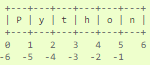 +---+---+---+---+---+---+
| P | y | t | h | o | n |
+---+---+---+---+---+---+
0   1   2   3   4   5   6
-6  -5  -4  -3  -2  -1